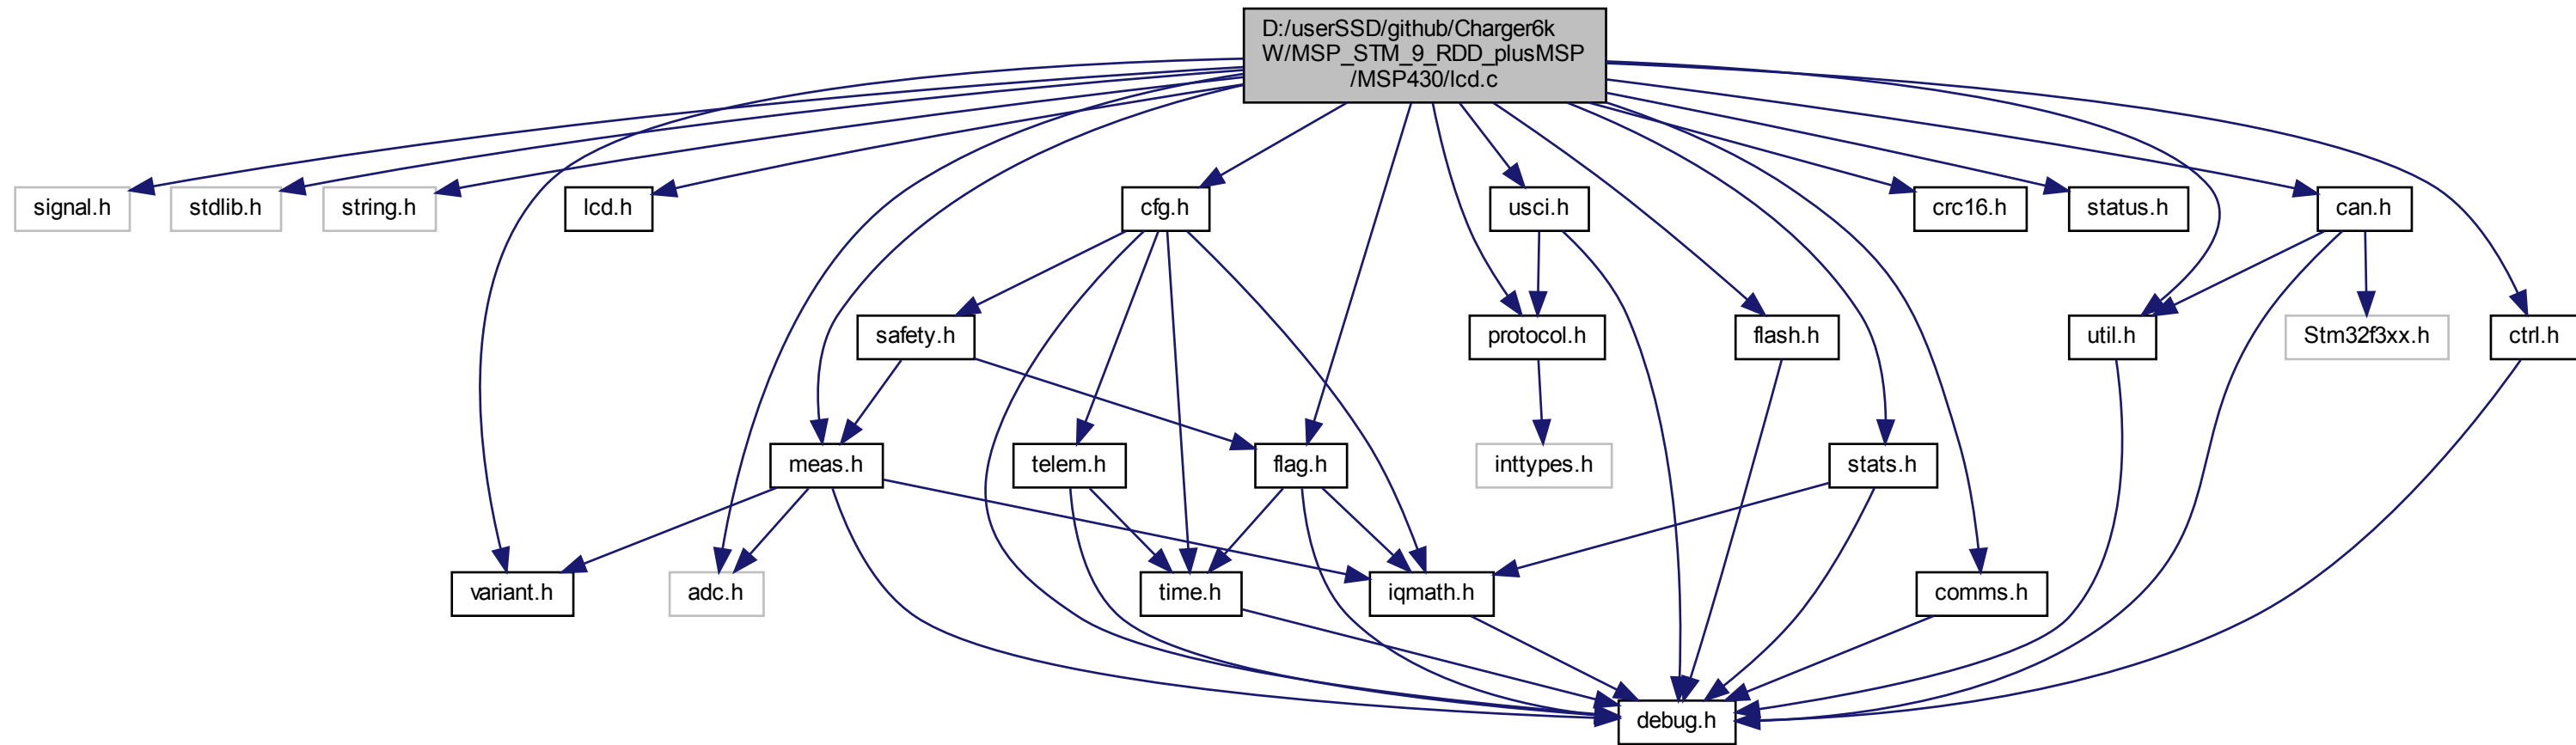 D:/userSSD/github/Charger6k
W/MSP_STM_9_RDD_plusMSP
/MSP430/lcd.c
signal.h
stdlib.h
string.h
lcd.h
cfg.h
usci.h
crc16.h
status.h
can.h
safety.h
protocol.h
flash.h
util.h
Stm32f3xx.h
ctrl.h
meas.h
telem.h
flag.h
inttypes.h
stats.h
variant.h
adc.h
time.h
iqmath.h
comms.h
debug.h